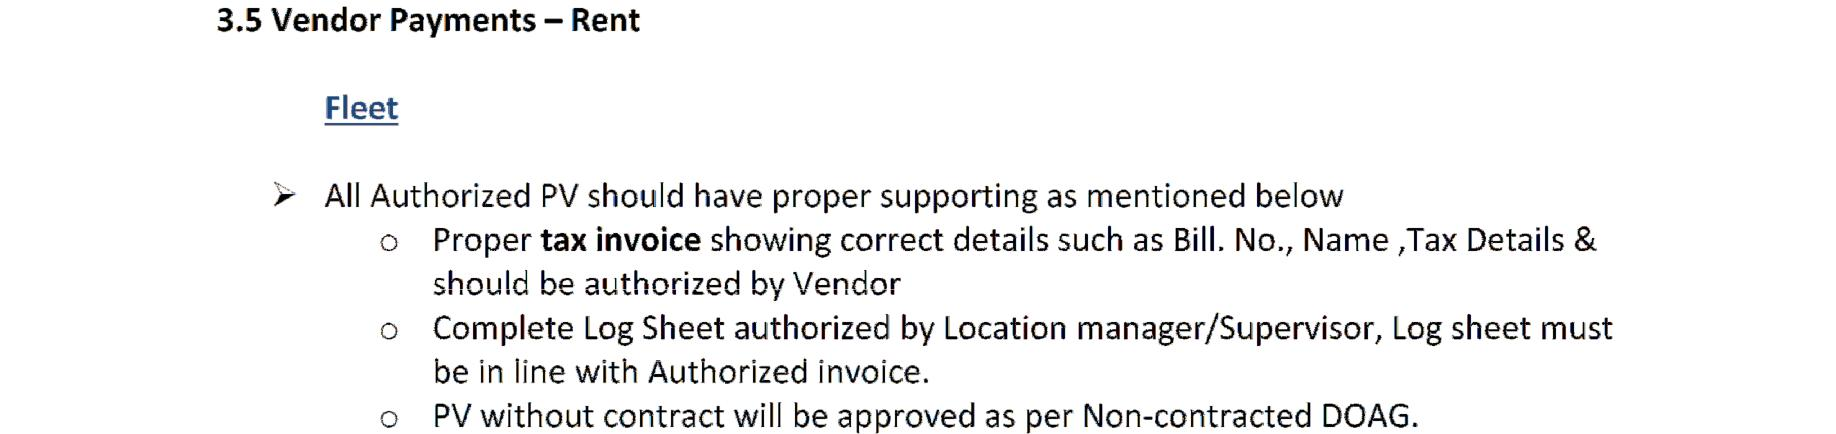 3.5 Vendor Payments – Rent
Fleet
➢ All Authorized PV should have proper supporting as mentioned below
o Proper tax invoice showing correct details such as Bill. No., Name ,Tax Details &
should be authorized by Vendor
o Complete Log Sheet authorized by Location manager/Supervisor, Log sheet must
be in line with Authorized invoice.
o PV without contract will be approved as per Non-contracted DOAG.